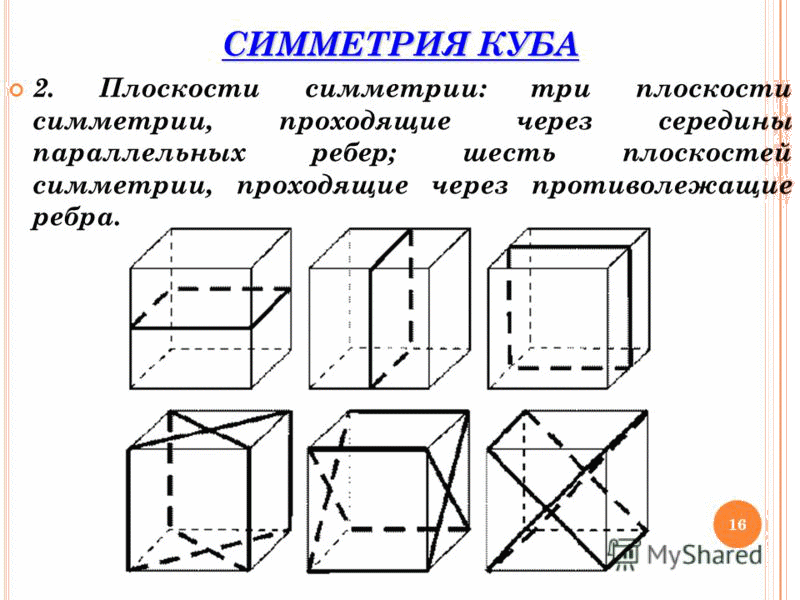 СИММЕТРИЯ КУБА
2. Плоскости симметрии: три плоскости
симметрии, проходящие через середины
параллельных ребер; шесть плоскостей
симметрии, проходящие через противолежащие
ребра.
16
MyShared